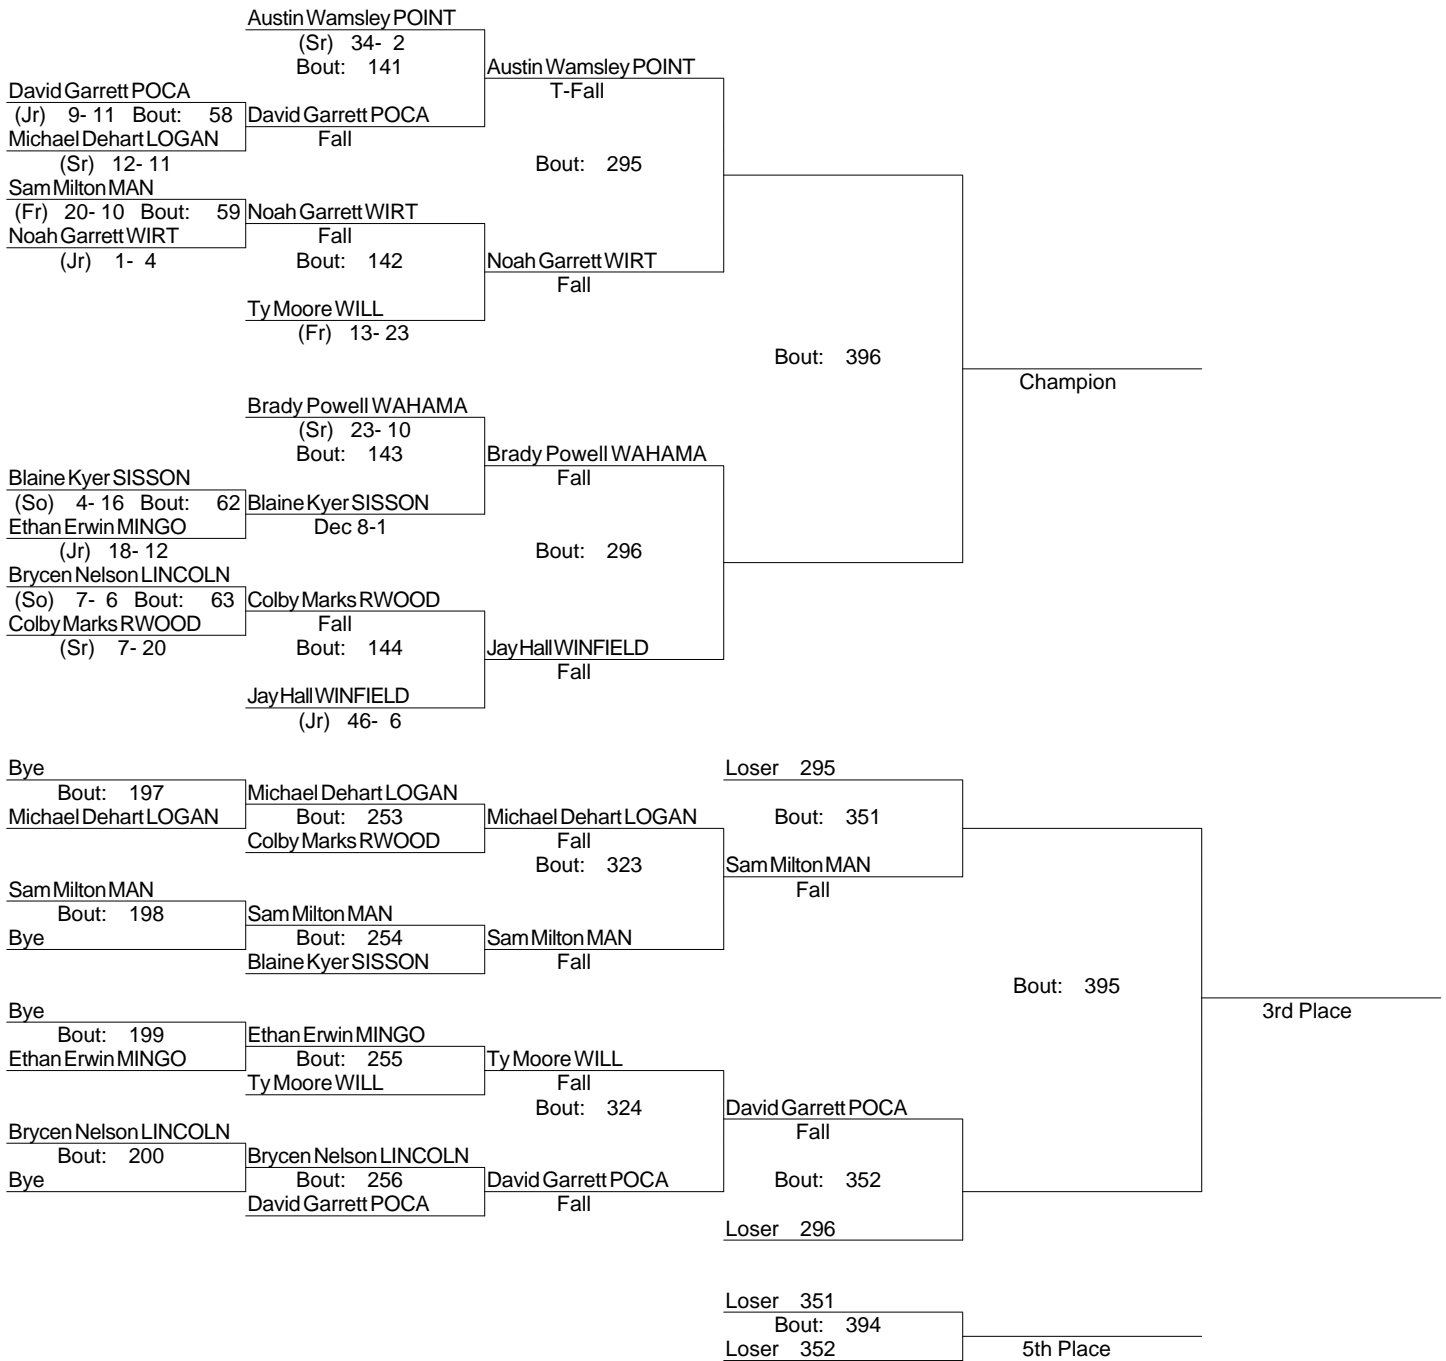 Austin Wamsley POINT
(Sr) 34- 2
Bout: 141
Austin Wamsley POINT
T-Fall
David Garrett POCA
(Jr) 9- 11 Bout: 58
David Garrett POCA
Fall
Michael Dehart LOGAN
(Sr) 12- 11
Bout: 295
Sam Milton MAN
(Fr) 20- 10 Bout: 59
Noah Garrett WIRT
Fall
Noah Garrett WIRT
(Jr) 1- 4
Bout: 142
Noah Garrett WIRT
Fall
Ty Moore WILL
(Fr) 13- 23
Bout: 396
Champion
Brady Powell WAHAMA
(Sr) 23- 10
Bout: 143
Brady Powell WAHAMA
Fall
Blaine Kyer SISSON
(So) 4- 16 Bout: 62
Blaine Kyer SISSON
Dec 8-1
Ethan Erwin MINGO
(Jr) 18- 12
Bout: 296
Brycen Nelson LINCOLN
(So) 7- 6 Bout: 63
Colby Marks RWOOD
Fall
Colby Marks RWOOD
(Sr) 7- 20
Bout: 144
Jay Hall WINFIELD
Fall
Jay Hall WINFIELD
(Jr) 46- 6
Bye
Bout: 197
Michael Dehart LOGAN
Michael Dehart LOGAN
Bout: 253
Colby Marks RWOOD
Michael Dehart LOGAN
Fall
Bout: 323
Loser 295
Bout: 351
Sam Milton MAN
Fall
Sam Milton MAN
Bout: 198
Bye
Sam Milton MAN
Bout: 254
Blaine Kyer SISSON
Sam Milton MAN
Fall
Bout: 395
3rd Place
Bye
Bout: 199
Ethan Erwin MINGO
Ethan Erwin MINGO
Bout: 255
Ty Moore WILL
Ty Moore WILL
Fall
Bout: 324
David Garrett POCA
Fall
Brycen Nelson LINCOLN
Bout: 200
Bye
Brycen Nelson LINCOLN
Bout: 256
David Garrett POCA
David Garrett POCA
Fall
Bout: 352
Loser 296
Loser 351
Bout: 394
Loser 352
5th Place